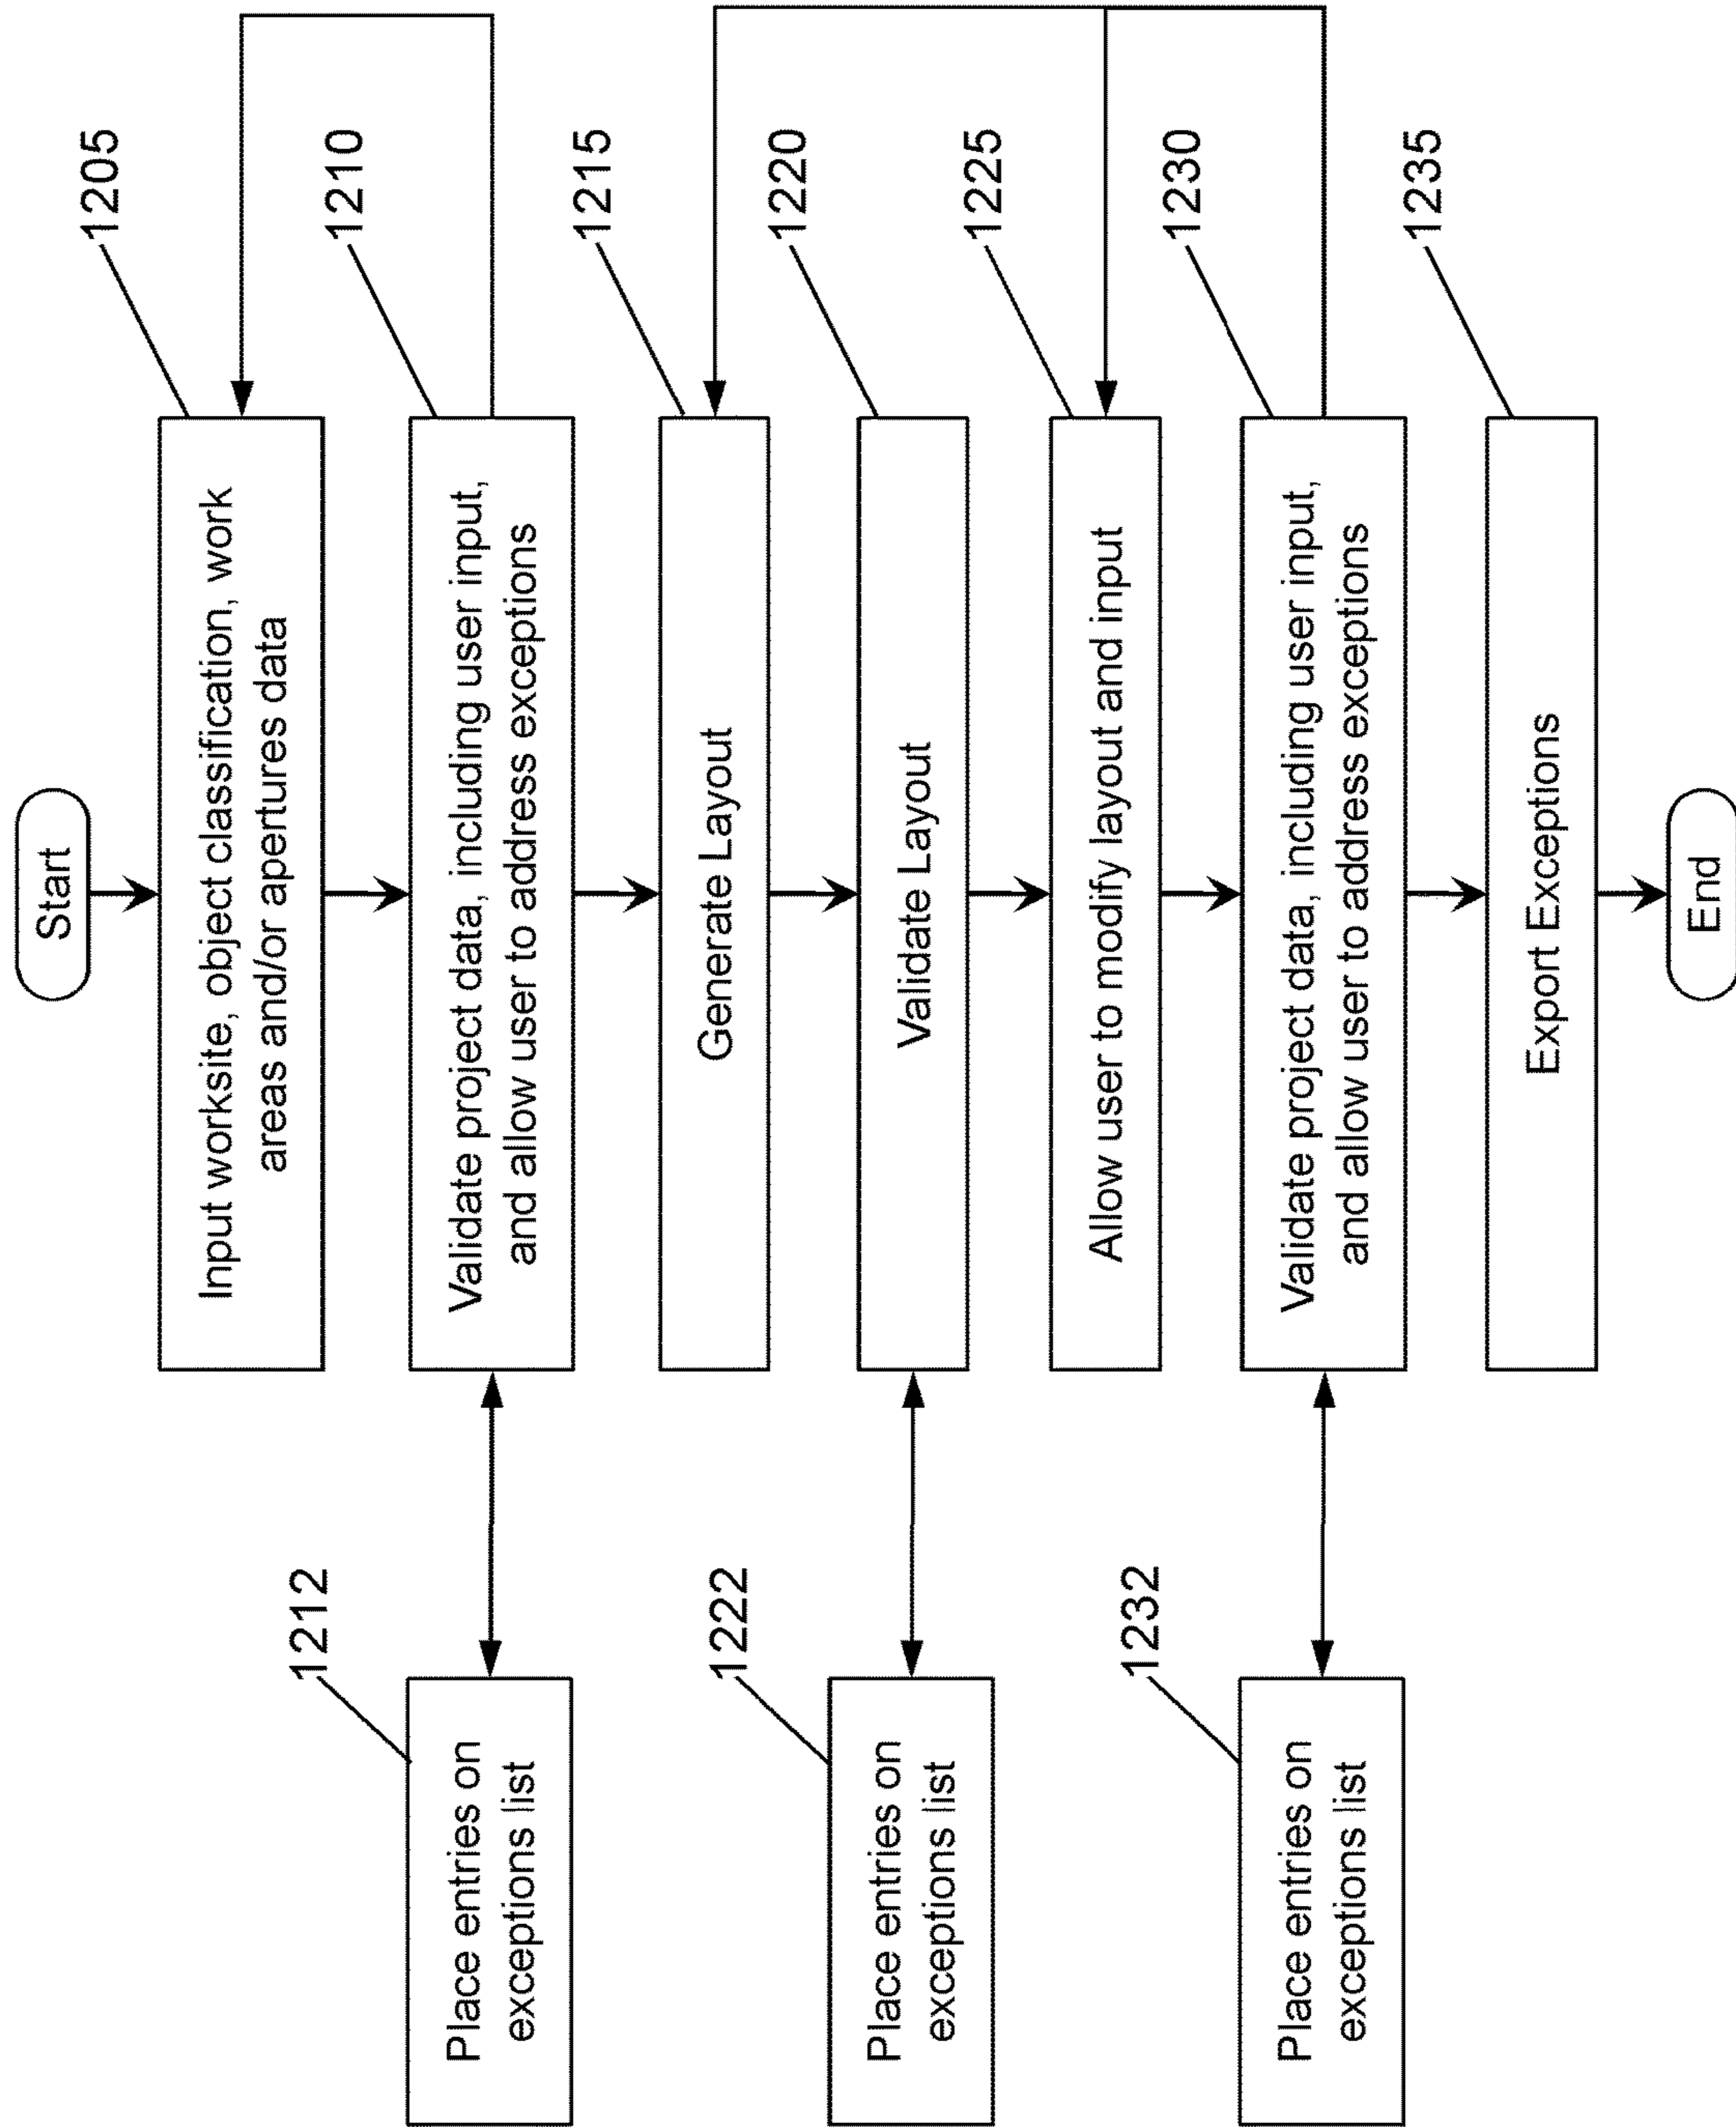 Start
1205
Input worksite, object classification, work
areas and/or apertures data
1210
Validate project data, including user input,
and allow user to address exceptions
1212
Place entries on
exceptions list
1215
Generate Layout
1220
Validate Layout
1222
Place entries on
exceptions list
1225
Allow user to modify layout and input
1230
Validate project data, including user input,
and allow user to address exceptions
1232
Place entries on
exceptions list
1235
Export Exceptions
End